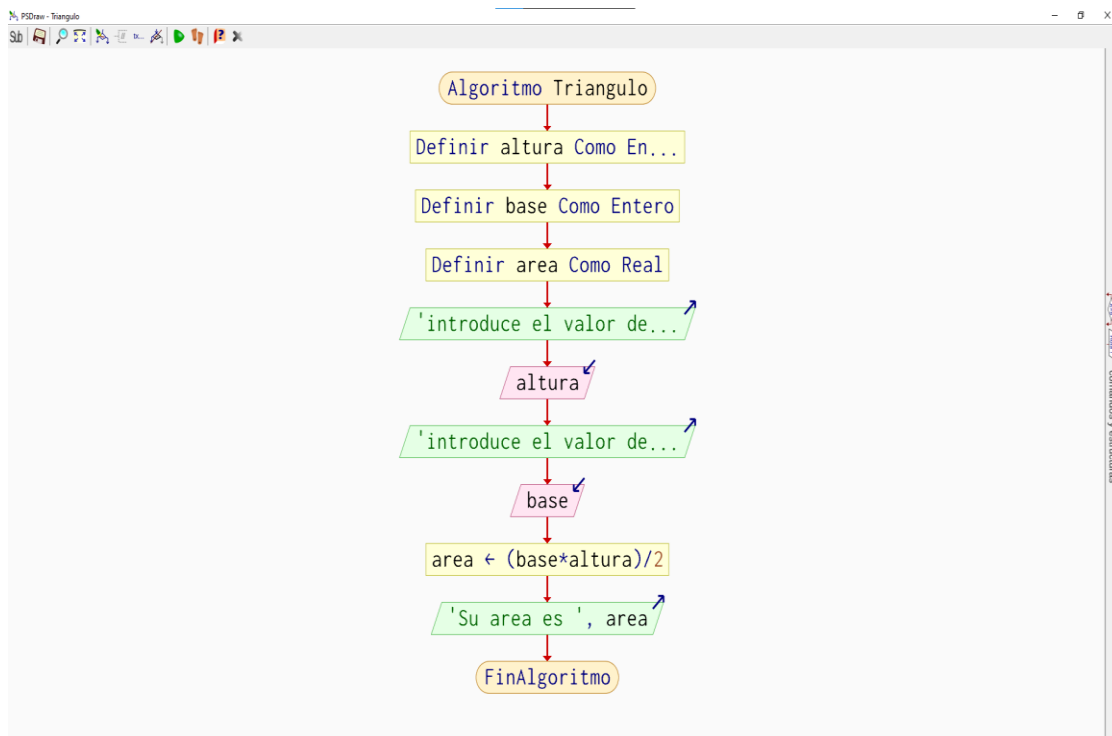 PSDraw - Triangulo
Sub
Algoritmo Triangulo
Definir altura Como En...
Definir base Como Entero
Definir area Como Real
'introduce el valor de...
altura
'introduce el valor de...
base
area ← (base*altura)/2
'Su area es ', area
FinAlgoritmo